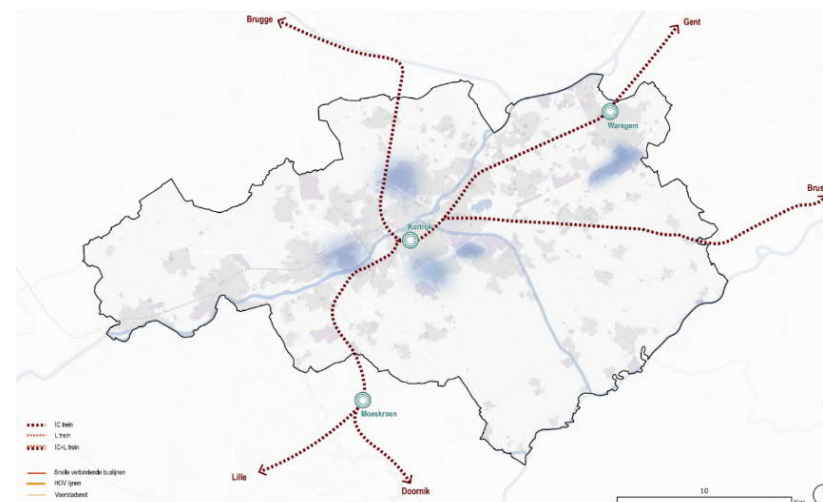 Brugge
Gent
Waregem
Brus
Kortrijk
Moeskroen
Lille
Doornik
IC trein
L trein
IC+L trein
Snelle verbindende buslijnen
HOV lijnen
Voorstadsnet
10